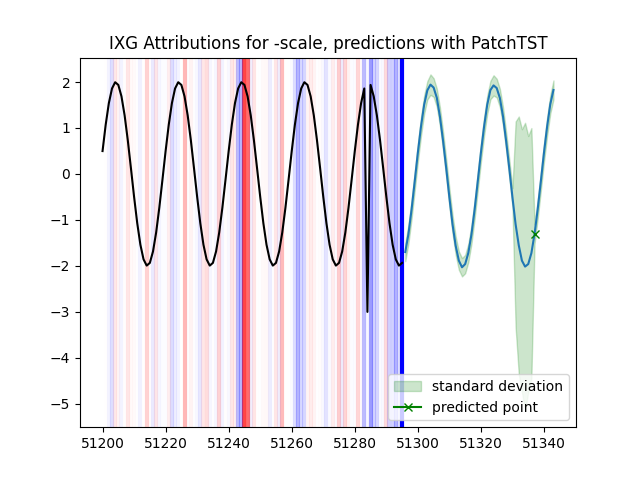 IXG Attributions for -scale, predictions with PatchTST
2
1
0
−1
−2
−3
−4
−5
standard deviation
predicted point
51200 51220 51240 51260 51280 51300 51320 51340